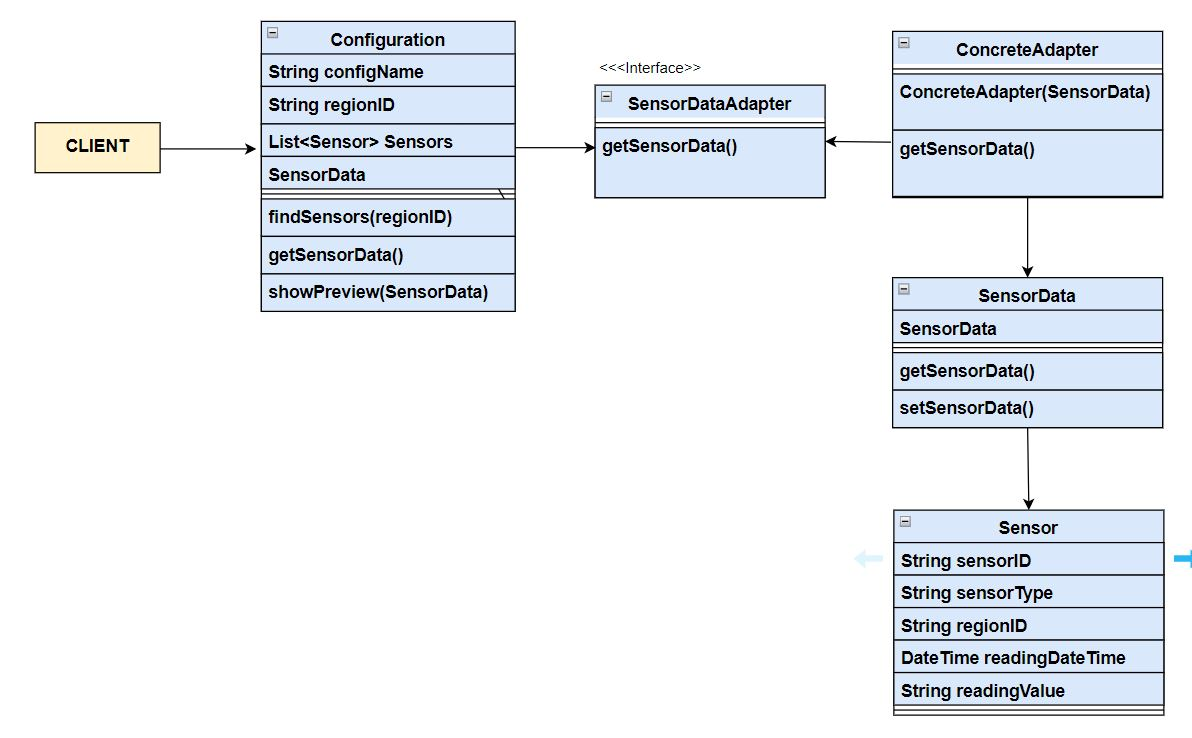 CLIENT
Configuration
String configName
String regionID
List<Sensor> Sensors
SensorData
findSensors(regionID)
getSensorData()
showPreview(SensorData)
<<<Interface>>
SensorDataAdapter
getSensorData()
ConcreteAdapter
ConcreteAdapter(SensorData)
getSensorData()
SensorData
SensorData
getSensorData()
setSensorData()
Sensor
String sensorID
String sensorType
String regionID
DateTime readingDateTime
String readingValue